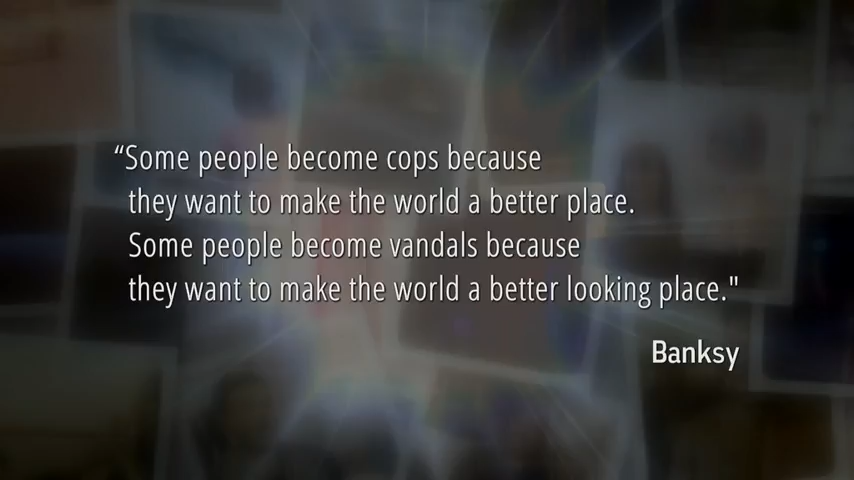 “Some people become cops because
they want to make the world a better place.
Some people become vandals because
they want to make the world a better looking place."
Banksy